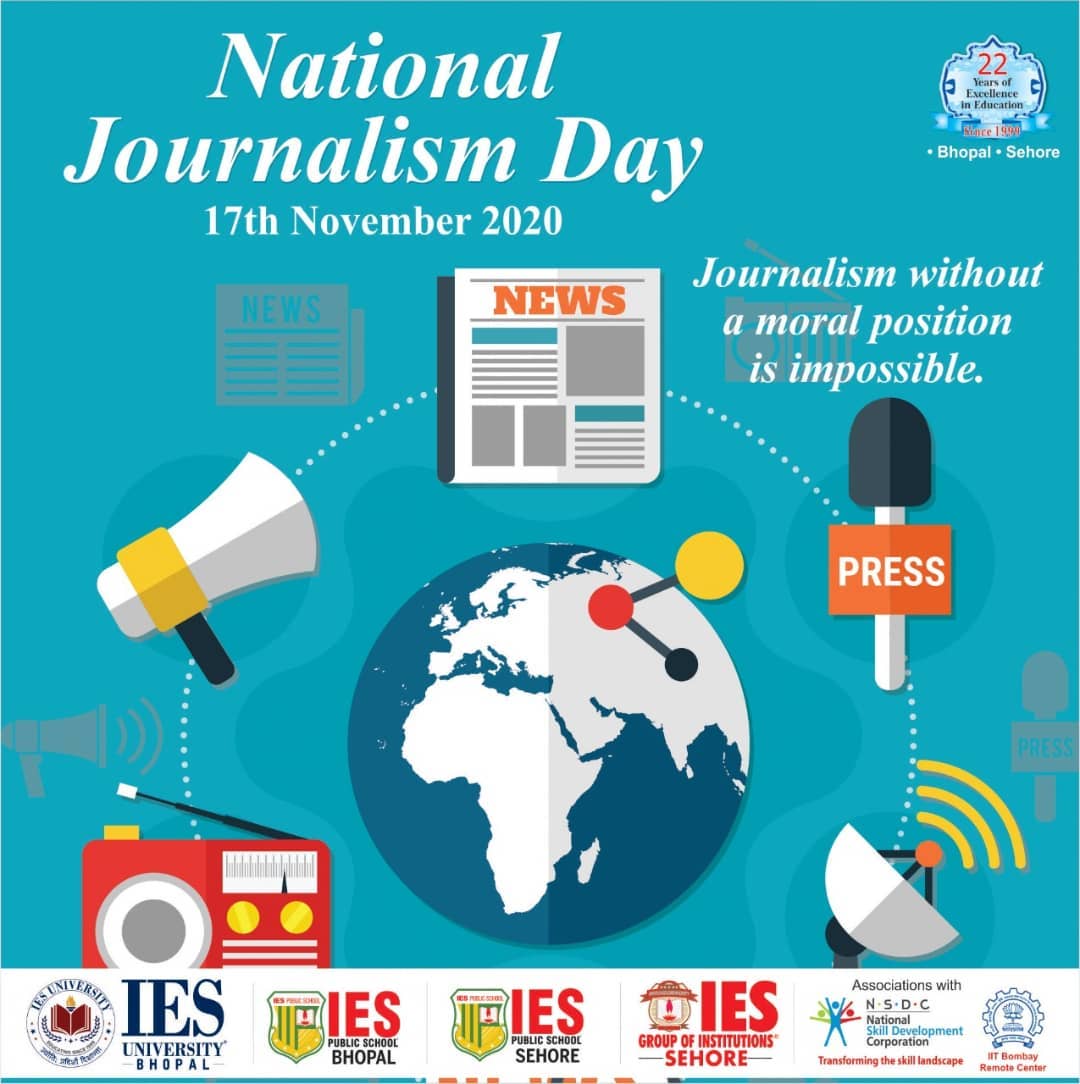 National
Journalism Day
17th November 2020
22
Years of
Excellence
in Education
Since 1999
• Bhopal • Sehore
Journalism without
a moral position
is impossible.
NEWS
NEWS
PRESS
PRESS
IES UNIVERSITY
IES
UNIVERSITY
BHOPAL
IES PUBLIC SCHOOL
IES
PUBLIC SCHOOL
BHOPAL
IES PUBLIC SCHOOL
IES
PUBLIC SCHOOL
SEHORE
IES
GROUP OF INSTITUTIONS
SEHORE
Associations with
N•S•D•C
National
Skill Development
Corporation
Transforming the skill landscape
IIT Bombay
Remote Center